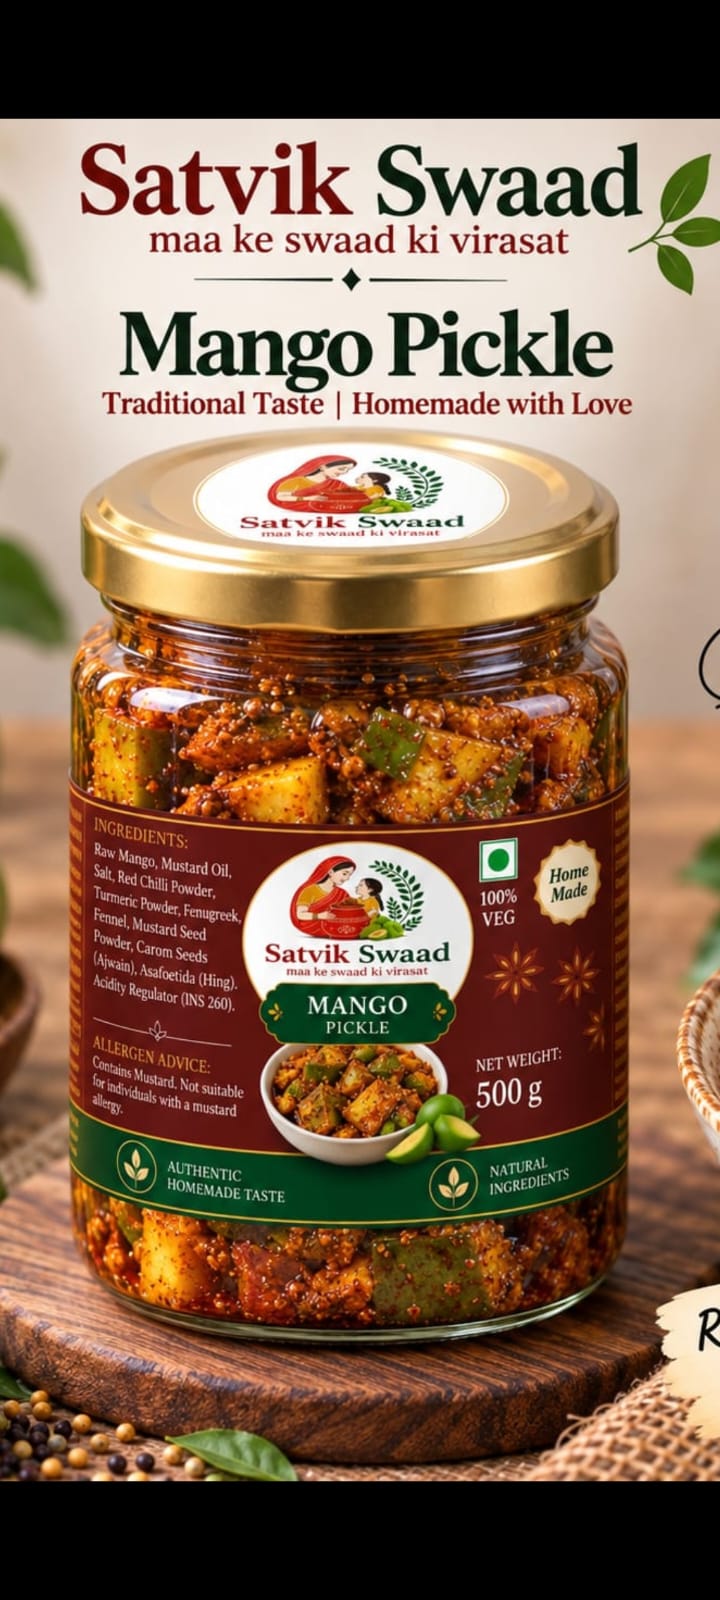 Satvik Swaad
maa ke swaad ki virasat
Mango Pickle
Traditional Taste | Homemade with Love
Satvik Swaad
maa ke swaad ki virasat
INGREDIENTS:
Raw Mango, Mustard Oil,
Salt, Red Chilli Powder,
Turmeric Powder, Fenugreek,
Fennel, Mustard Seed
Powder, Carom Seeds
(Ajwain), Asafoetida (Hing).
Acidity Regulator (INS 260).
ALLERGEN ADVICE:
Contains Mustard. Not suitable
for individuals with a mustard
allergy.
Satvik Swaad
maa ke swaad ki virasat
MANGO
PICKLE
100%
VEG
Home
Made
NET WEIGHT:
500 g
AUTHENTIC
HOMEMADE TASTE
NATURAL
INGREDIENTS
R